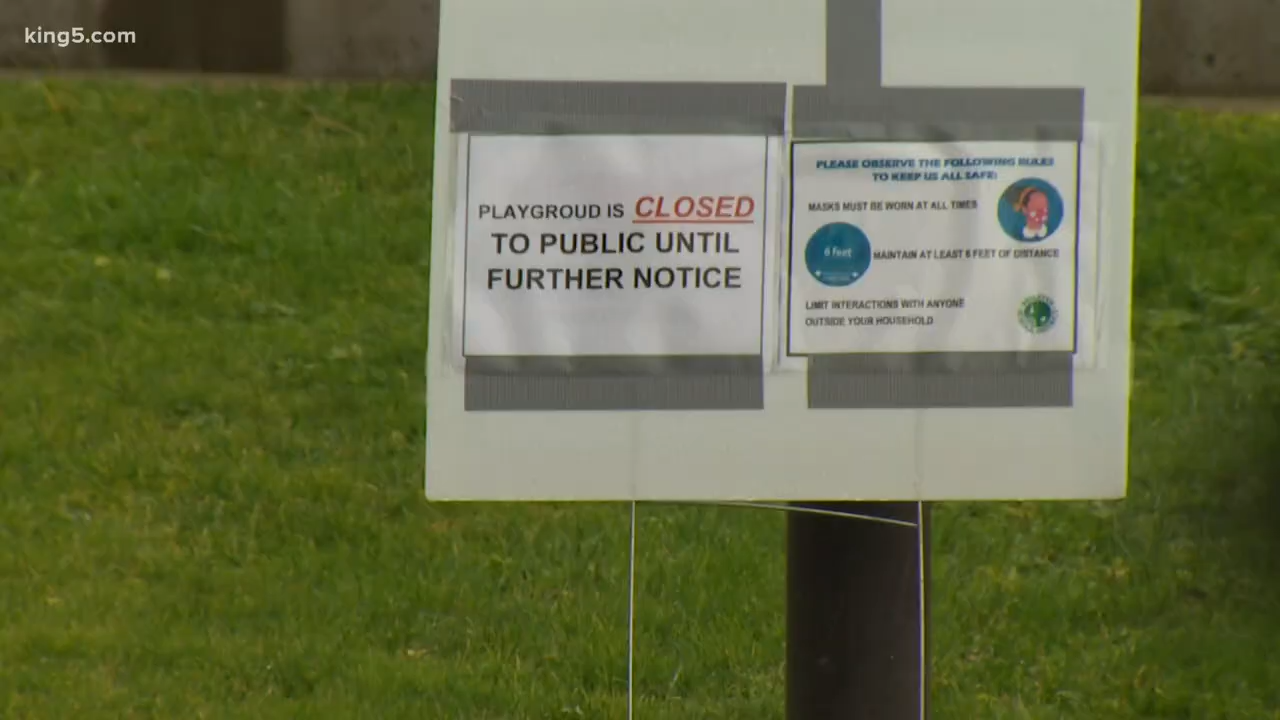 king5.com
PLAYGROUD IS CLOSED
TO PUBLIC UNTIL
FURTHER NOTICE
PLEASE OBSERVE THE FOLLOWING RULES
TO KEEP US ALL SAFE:
MASKS MUST BE WORN AT ALL TIMES
6 feet
MAINTAIN AT LEAST 6 FEET OF DISTANCE
LIMIT INTERACTIONS WITH ANYONE
OUTSIDE YOUR HOUSEHOLD